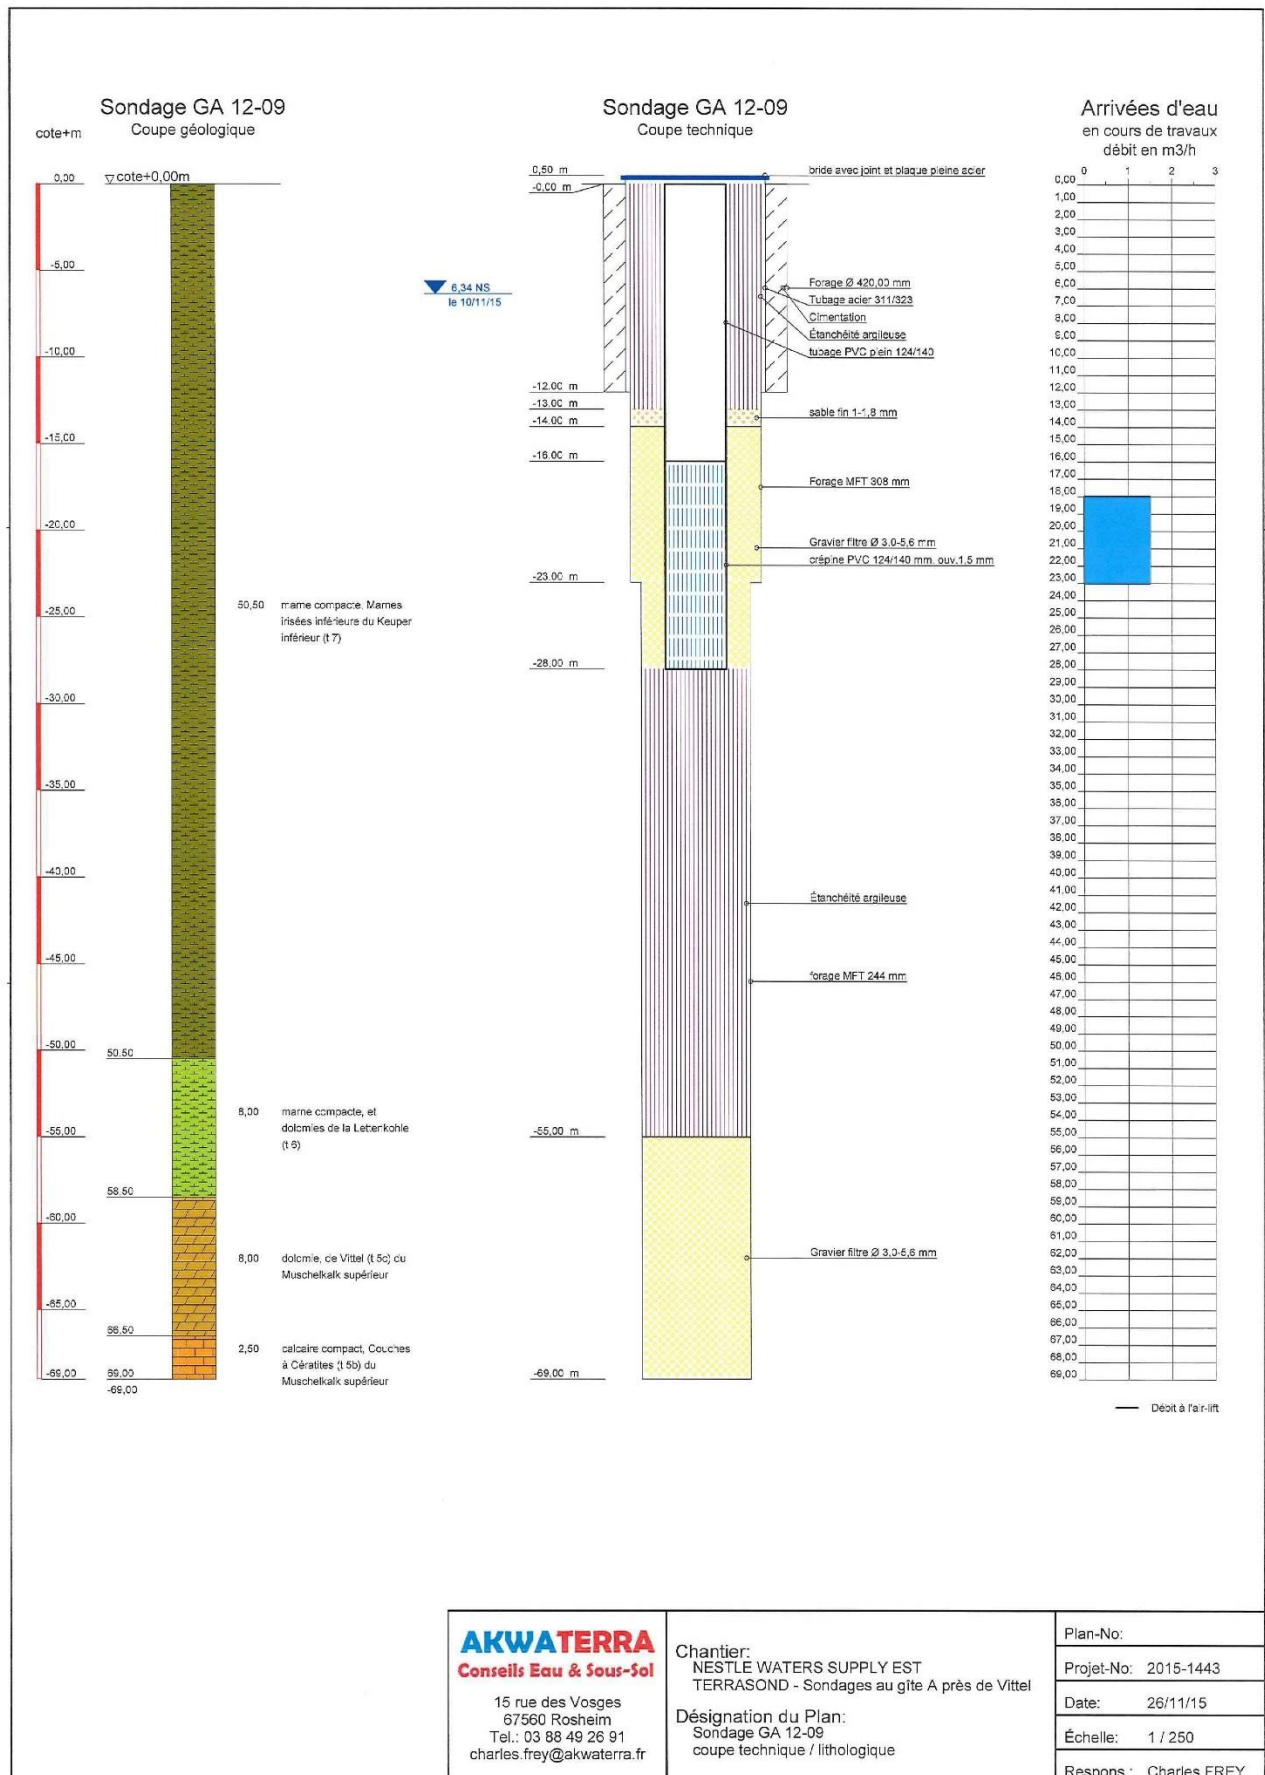 Sondage GA 12-09
Coupe géologique
cote+m
cote+0,00m
0,00
-5,00
-10,00
-15,00
-20,00
-25,00
-30,00
-35,00
-40,00
-45,00
-50,00
-55,00
-60,00
-65,00
-69,00
50,50
58,50
66,50
69,00
-69,00
50,50
marne compacte, Marnes
irisées inférieure du Keuper
inférieur (t 7)
8,00
marne compacte, et
dolomies de la Lettenkohle
(t 6)
8,00
dolomie, de Vittel (t 5c) du
Muschelkalk supérieur
2,50
calcaire compact, Couches
à Cératites (t 5b) du
Muschelkalk supérieur
6,34 NS
le 10/11/15
Sondage GA 12-09
Coupe technique
0,50 m
-0,00 m
-12.00 m
-13.00 m
-14.00 m
-16.00 m
-23.00 m
-28,00 m
-55,00 m
-69,00 m
bride avec joint et plaque pleine acier
Forage Ø 420,00 mm
Tubage acier 311/323
Cimentation
Étanchéité argileuse
tubage PVC plein 124/140
sable fin 1-1,8 mm
Forage MFT 308 mm
Gravier filtre Ø 3,0-5,6 mm
crépine PVC 124/140 mm. ouv.1,5 mm
Étanchéité argileuse
forage MFT 244 mm
Gravier filtre Ø 3,0-5,6 mm
Arrivées d'eau
en cours de travaux
débit en m3/h
0 1 2 3
0,00
1,00
2,00
3,00
4,00
5,00
6,00
7,00
8,00
9,00
10,00
11,00
12,00
13,00
14,00
15,00
16,00
17,00
18,00
19,00
20,00
21,00
22,00
23,00
24,00
25,00
26,00
27,00
28,00
29,00
30,00
31,00
32,00
33,00
34,00
35,00
36,00
37,00
38,00
39,00
40,00
41,00
42,00
43,00
44,00
45,00
46,00
47,00
48,00
49,00
50,00
51,00
52,00
53,00
54,00
55,00
56,00
57,00
58,00
59,00
60,00
61,00
62,00
63,00
64,00
65,00
66,00
67,00
68,00
69,00
Débit à l'air-lift
AKWATERRA
Conseils Eau & Sous-Sol
15 rue des Vosges
67560 Rosheim
Tel.: 03 88 49 26 91
charles.frey@akwaterra.fr
Chantier:
NESTLE WATERS SUPPLY EST
TERRASOND - Sondages au gîte A près de Vittel
Désignation du Plan:
Sondage GA 12-09
coupe technique / lithologique
Plan-No:
Projet-No: 2015-1443
Date: 26/11/15
Échelle: 1 / 250
Respons.: Charles FREY